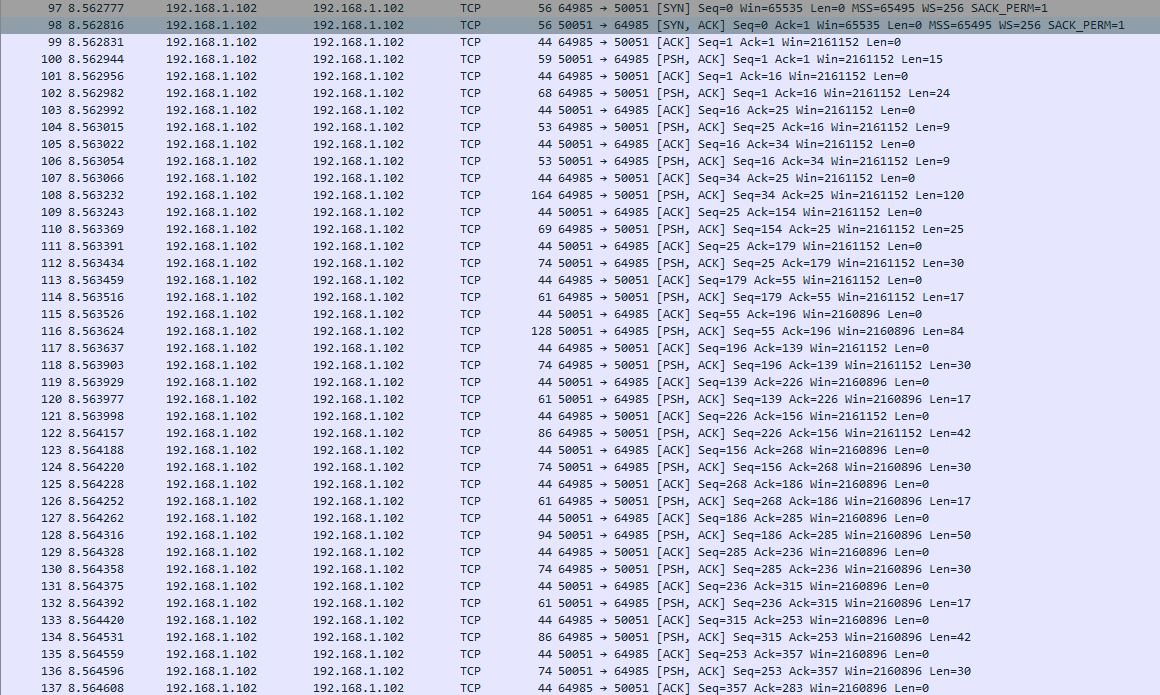 97 8.562777 192.168.1.102 192.168.1.102 TCP 56 64985 → 50051 [SYN] Seq=0 Win=65535 Len=0 MSS=65495 WS=256 SACK_PERM=1
98 8.562816 192.168.1.102 192.168.1.102 TCP 56 50051 → 64985 [SYN, ACK] Seq=0 Ack=1 Win=65535 Len=0 MSS=65495 WS=256 SACK_PERM=1
99 8.562831 192.168.1.102 192.168.1.102 TCP 44 64985 → 50051 [ACK] Seq=1 Ack=1 Win=2161152 Len=0
100 8.562944 192.168.1.102 192.168.1.102 TCP 59 50051 → 64985 [PSH, ACK] Seq=1 Ack=1 Win=2161152 Len=15
101 8.562956 192.168.1.102 192.168.1.102 TCP 44 64985 → 50051 [ACK] Seq=1 Ack=16 Win=2161152 Len=0
102 8.562982 192.168.1.102 192.168.1.102 TCP 68 64985 → 50051 [PSH, ACK] Seq=1 Ack=16 Win=2161152 Len=24
103 8.562992 192.168.1.102 192.168.1.102 TCP 44 50051 → 64985 [ACK] Seq=16 Ack=25 Win=2161152 Len=0
104 8.563015 192.168.1.102 192.168.1.102 TCP 53 64985 → 50051 [PSH, ACK] Seq=25 Ack=16 Win=2161152 Len=9
105 8.563022 192.168.1.102 192.168.1.102 TCP 44 50051 → 64985 [ACK] Seq=16 Ack=34 Win=2161152 Len=0
106 8.563054 192.168.1.102 192.168.1.102 TCP 53 50051 → 64985 [PSH, ACK] Seq=16 Ack=34 Win=2161152 Len=9
107 8.563066 192.168.1.102 192.168.1.102 TCP 44 64985 → 50051 [ACK] Seq=34 Ack=25 Win=2161152 Len=0
108 8.563232 192.168.1.102 192.168.1.102 TCP 164 64985 → 50051 [PSH, ACK] Seq=34 Ack=25 Win=2161152 Len=120
109 8.563243 192.168.1.102 192.168.1.102 TCP 44 50051 → 64985 [ACK] Seq=25 Ack=154 Win=2161152 Len=0
110 8.563369 192.168.1.102 192.168.1.102 TCP 69 64985 → 50051 [PSH, ACK] Seq=154 Ack=25 Win=2161152 Len=25
111 8.563391 192.168.1.102 192.168.1.102 TCP 44 50051 → 64985 [ACK] Seq=25 Ack=179 Win=2161152 Len=0
112 8.563434 192.168.1.102 192.168.1.102 TCP 74 50051 → 64985 [PSH, ACK] Seq=25 Ack=179 Win=2161152 Len=30
113 8.563459 192.168.1.102 192.168.1.102 TCP 44 64985 → 50051 [ACK] Seq=179 Ack=55 Win=2161152 Len=0
114 8.563516 192.168.1.102 192.168.1.102 TCP 61 64985 → 50051 [PSH, ACK] Seq=179 Ack=55 Win=2161152 Len=17
115 8.563526 192.168.1.102 192.168.1.102 TCP 44 50051 → 64985 [ACK] Seq=55 Ack=196 Win=2160896 Len=0
116 8.563624 192.168.1.102 192.168.1.102 TCP 128 50051 → 64985 [PSH, ACK] Seq=55 Ack=196 Win=2160896 Len=84
117 8.563637 192.168.1.102 192.168.1.102 TCP 44 64985 → 50051 [ACK] Seq=196 Ack=139 Win=2161152 Len=0
118 8.563903 192.168.1.102 192.168.1.102 TCP 74 64985 → 50051 [PSH, ACK] Seq=196 Ack=139 Win=2161152 Len=30
119 8.563929 192.168.1.102 192.168.1.102 TCP 44 50051 → 64985 [ACK] Seq=139 Ack=226 Win=2160896 Len=0
120 8.563977 192.168.1.102 192.168.1.102 TCP 61 50051 → 64985 [PSH, ACK] Seq=139 Ack=226 Win=2160896 Len=17
121 8.563998 192.168.1.102 192.168.1.102 TCP 44 64985 → 50051 [ACK] Seq=226 Ack=156 Win=2161152 Len=0
122 8.564157 192.168.1.102 192.168.1.102 TCP 86 64985 → 50051 [PSH, ACK] Seq=226 Ack=156 Win=2161152 Len=42
123 8.564188 192.168.1.102 192.168.1.102 TCP 44 50051 → 64985 [ACK] Seq=156 Ack=268 Win=2160896 Len=0
124 8.564220 192.168.1.102 192.168.1.102 TCP 74 50051 → 64985 [PSH, ACK] Seq=156 Ack=268 Win=2160896 Len=30
125 8.564228 192.168.1.102 192.168.1.102 TCP 44 64985 → 50051 [ACK] Seq=268 Ack=186 Win=2160896 Len=0
126 8.564252 192.168.1.102 192.168.1.102 TCP 61 64985 → 50051 [PSH, ACK] Seq=268 Ack=186 Win=2160896 Len=17
127 8.564262 192.168.1.102 192.168.1.102 TCP 44 50051 → 64985 [ACK] Seq=186 Ack=285 Win=2160896 Len=0
128 8.564316 192.168.1.102 192.168.1.102 TCP 94 50051 → 64985 [PSH, ACK] Seq=186 Ack=285 Win=2160896 Len=50
129 8.564328 192.168.1.102 192.168.1.102 TCP 44 64985 → 50051 [ACK] Seq=285 Ack=236 Win=2160896 Len=0
130 8.564358 192.168.1.102 192.168.1.102 TCP 74 64985 → 50051 [PSH, ACK] Seq=285 Ack=236 Win=2160896 Len=30
131 8.564375 192.168.1.102 192.168.1.102 TCP 44 50051 → 64985 [ACK] Seq=236 Ack=315 Win=2160896 Len=0
132 8.564392 192.168.1.102 192.168.1.102 TCP 61 50051 → 64985 [PSH, ACK] Seq=236 Ack=315 Win=2160896 Len=17
133 8.564420 192.168.1.102 192.168.1.102 TCP 44 64985 → 50051 [ACK] Seq=315 Ack=253 Win=2160896 Len=0
134 8.564531 192.168.1.102 192.168.1.102 TCP 86 64985 → 50051 [PSH, ACK] Seq=315 Ack=253 Win=2160896 Len=42
135 8.564559 192.168.1.102 192.168.1.102 TCP 44 50051 → 64985 [ACK] Seq=253 Ack=357 Win=2160896 Len=0
136 8.564596 192.168.1.102 192.168.1.102 TCP 74 50051 → 64985 [PSH, ACK] Seq=253 Ack=357 Win=2160896 Len=30
137 8.564608 192.168.1.102 192.168.1.102 TCP 44 64985 → 50051 [ACK] Seq=357 Ack=283 Win=2160896 Len=0